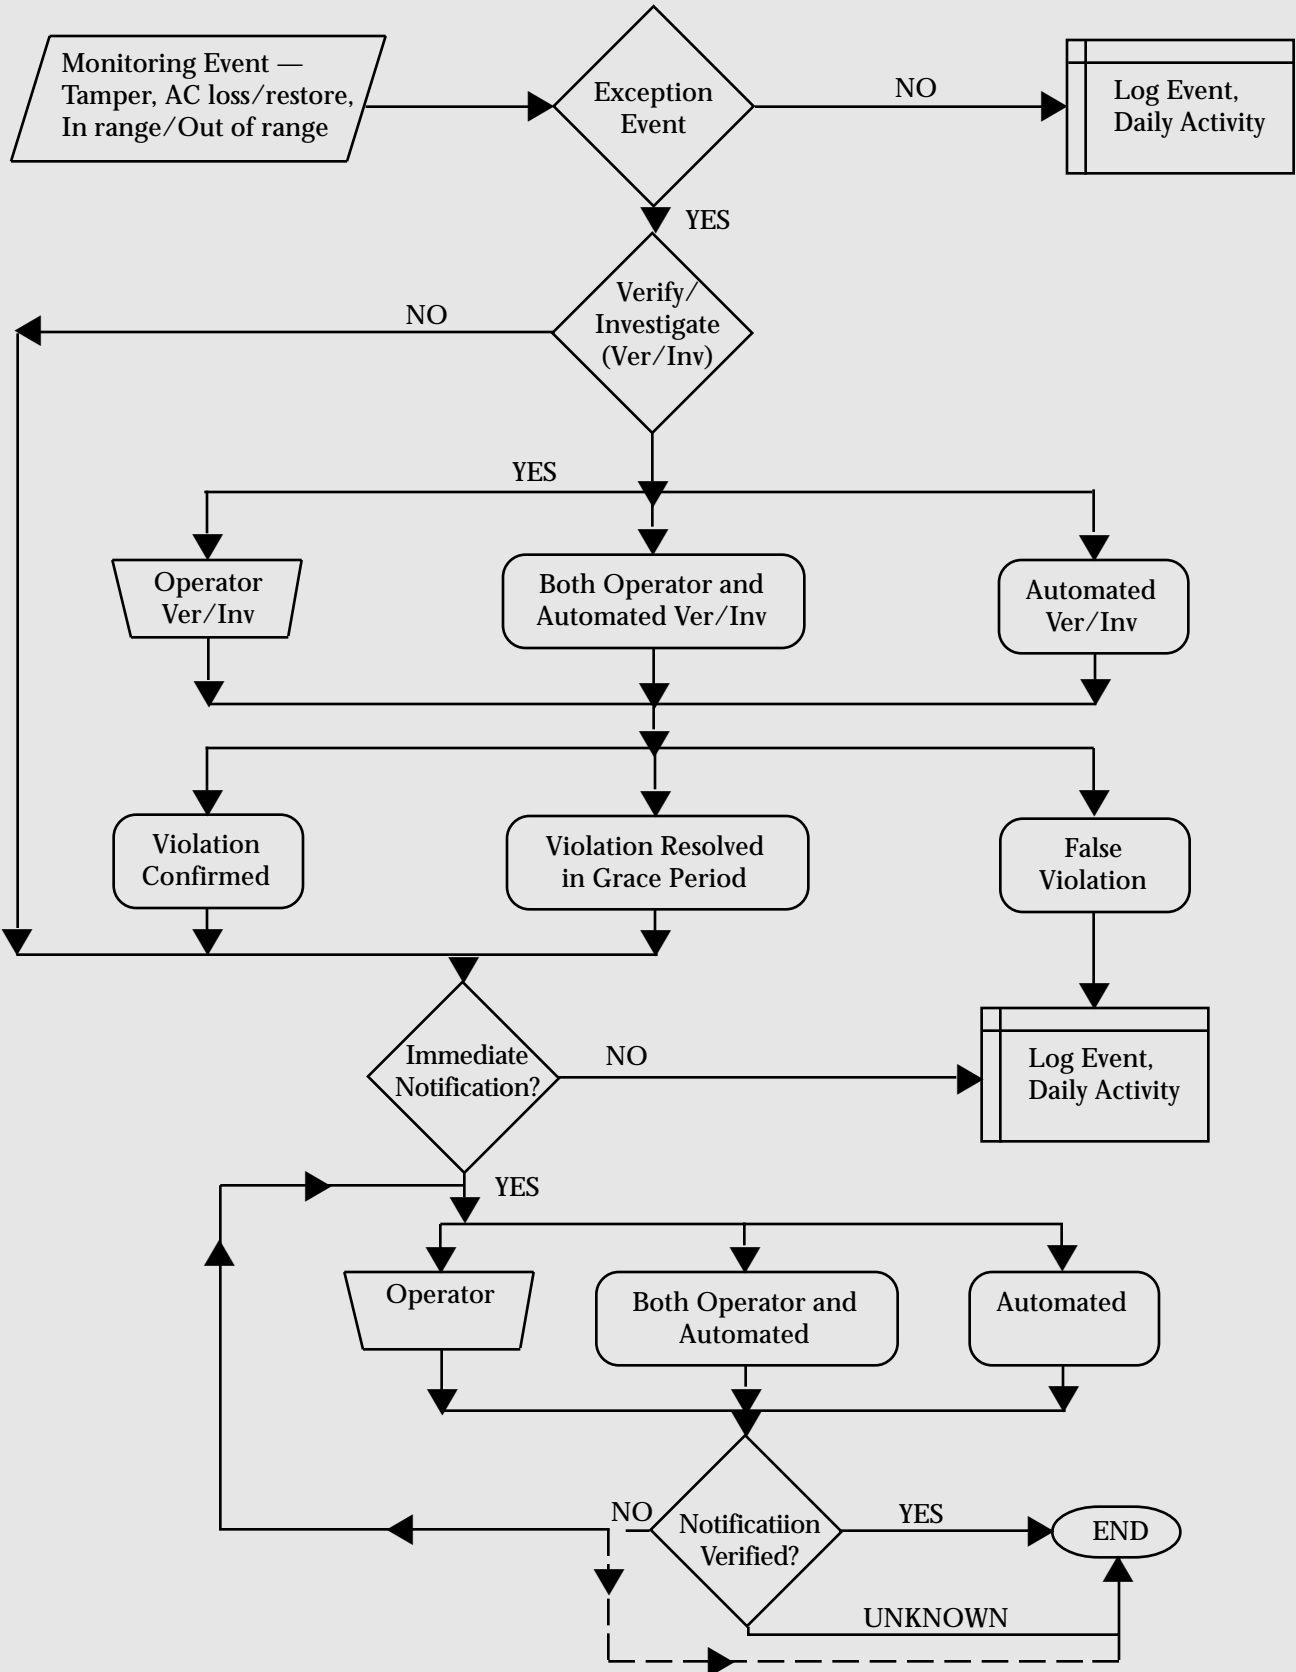 Monitoring Event —
Tamper, AC loss/restore,
In range/Out of range
Exception
Event
NO
Log Event,
Daily Activity
YES
Verify/
Investigate
(Ver/Inv)
NO
YES
Operator
Ver/Inv
Both Operator and
Automated Ver/Inv
Automated
Ver/Inv
Violation
Confirmed
Violation Resolved
in Grace Period
False
Violation
Immediate
Notification?
NO
Log Event,
Daily Activity
YES
Operator
Both Operator and
Automated
Automated
NO
Notificatiion
Verified?
YES
END
UNKNOWN